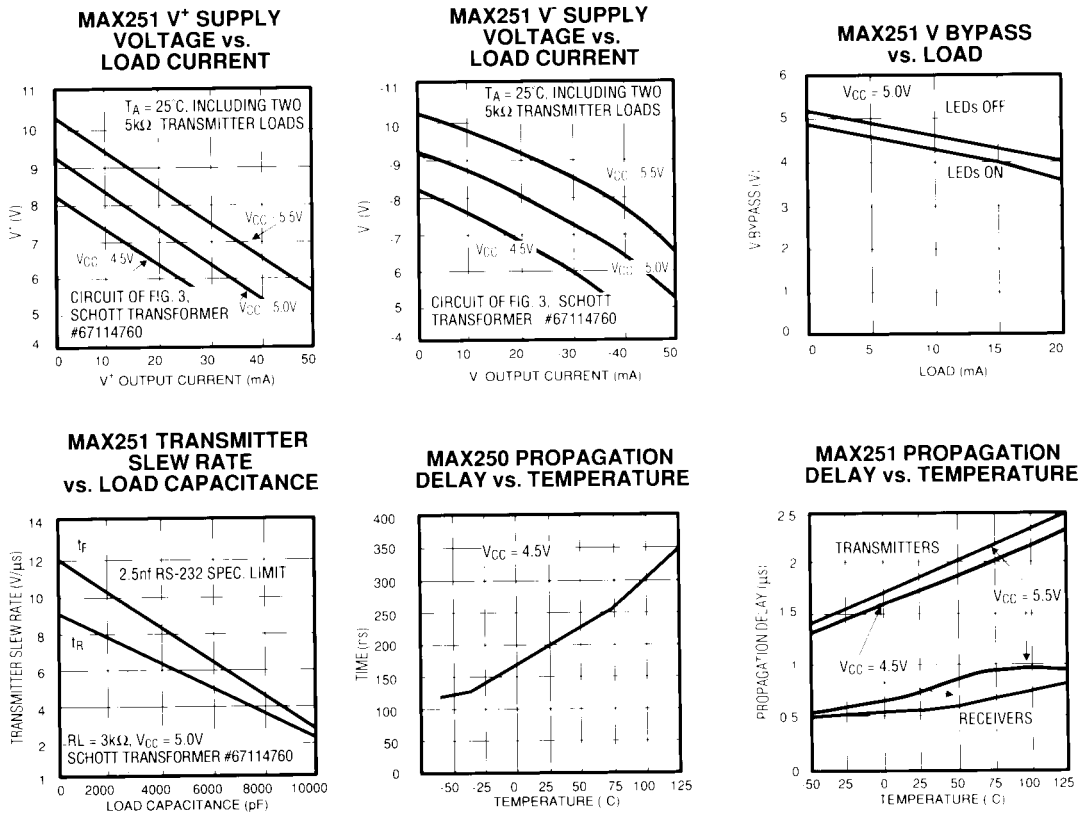 MAX251 V+ SUPPLY
VOLTAGE vs.
LOAD CURRENT
11
10
9
8
7
6
5
4
V+ (V)
TA = 25°C, INCLUDING TWO
5kΩ TRANSMITTER LOADS
VCC 5.5V
VCC 4.5V
VCC 5.0V
CIRCUIT OF FIG. 3,
SCHOTT TRANSFORMER
#67114760
0 10 20 30 40 50
V+ OUTPUT CURRENT (mA)
MAX251 V- SUPPLY
VOLTAGE vs.
LOAD CURRENT
-11
-10
-9
-8
-7
-6
-5
-4
V (V)
TA = 25°C, INCLUDING TWO
5kΩ TRANSMITTER LOADS
VCC 5.5V
VCC 4.5V
VCC 5.0V
CIRCUIT OF FIG. 3, SCHOTT
TRANSFORMER #67114760
0 10 20 -30 40 50
V OUTPUT CURRENT (mA)
MAX251 V BYPASS
vs. LOAD
6
5
4
3
2
1
0
V BYPASS (V)
VCC = 5.0V
LEDs OFF
LEDs ON
0 5 10 15 20
LOAD (mA)
MAX251 TRANSMITTER
SLEW RATE
vs. LOAD CAPACITANCE
14
12
10
8
6
4
2
1
TRANSMITTER SLEW RATE (V/µs)
tF
2.5nf RS-232 SPEC. LIMIT
tR
RL = 3kΩ, VCC = 5.0V
SCHOTT TRANSFORMER #67114760
0 2000 4000 6000 8000 10000
LOAD CAPACITANCE (pF)
MAX250 PROPAGATION
DELAY vs. TEMPERATURE
400
350
300
250
200
150
100
50
0
TIME (ns)
VCC = 4.5V
-50 -25 0 25 50 75 100 125
TEMPERATURE ( C)
MAX251 PROPAGATION
DELAY vs. TEMPERATURE
2.5
2
1.5
1
0.5
0
PROPAGATION DELAY (µs)
TRANSMITTERS
VCC = 5.5V
VCC = 4.5V
RECEIVERS
-50 -25 0 25 50 75 100 125
TEMPERATURE ( C)